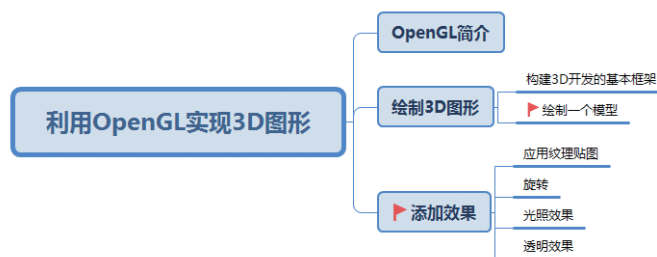 OpenGL简介
构建3D开发的基本框架
利用OpenGL实现3D图形
绘制3D图形
绘制一个模型
应用纹理贴图
旋转
添加效果
光照效果
透明效果